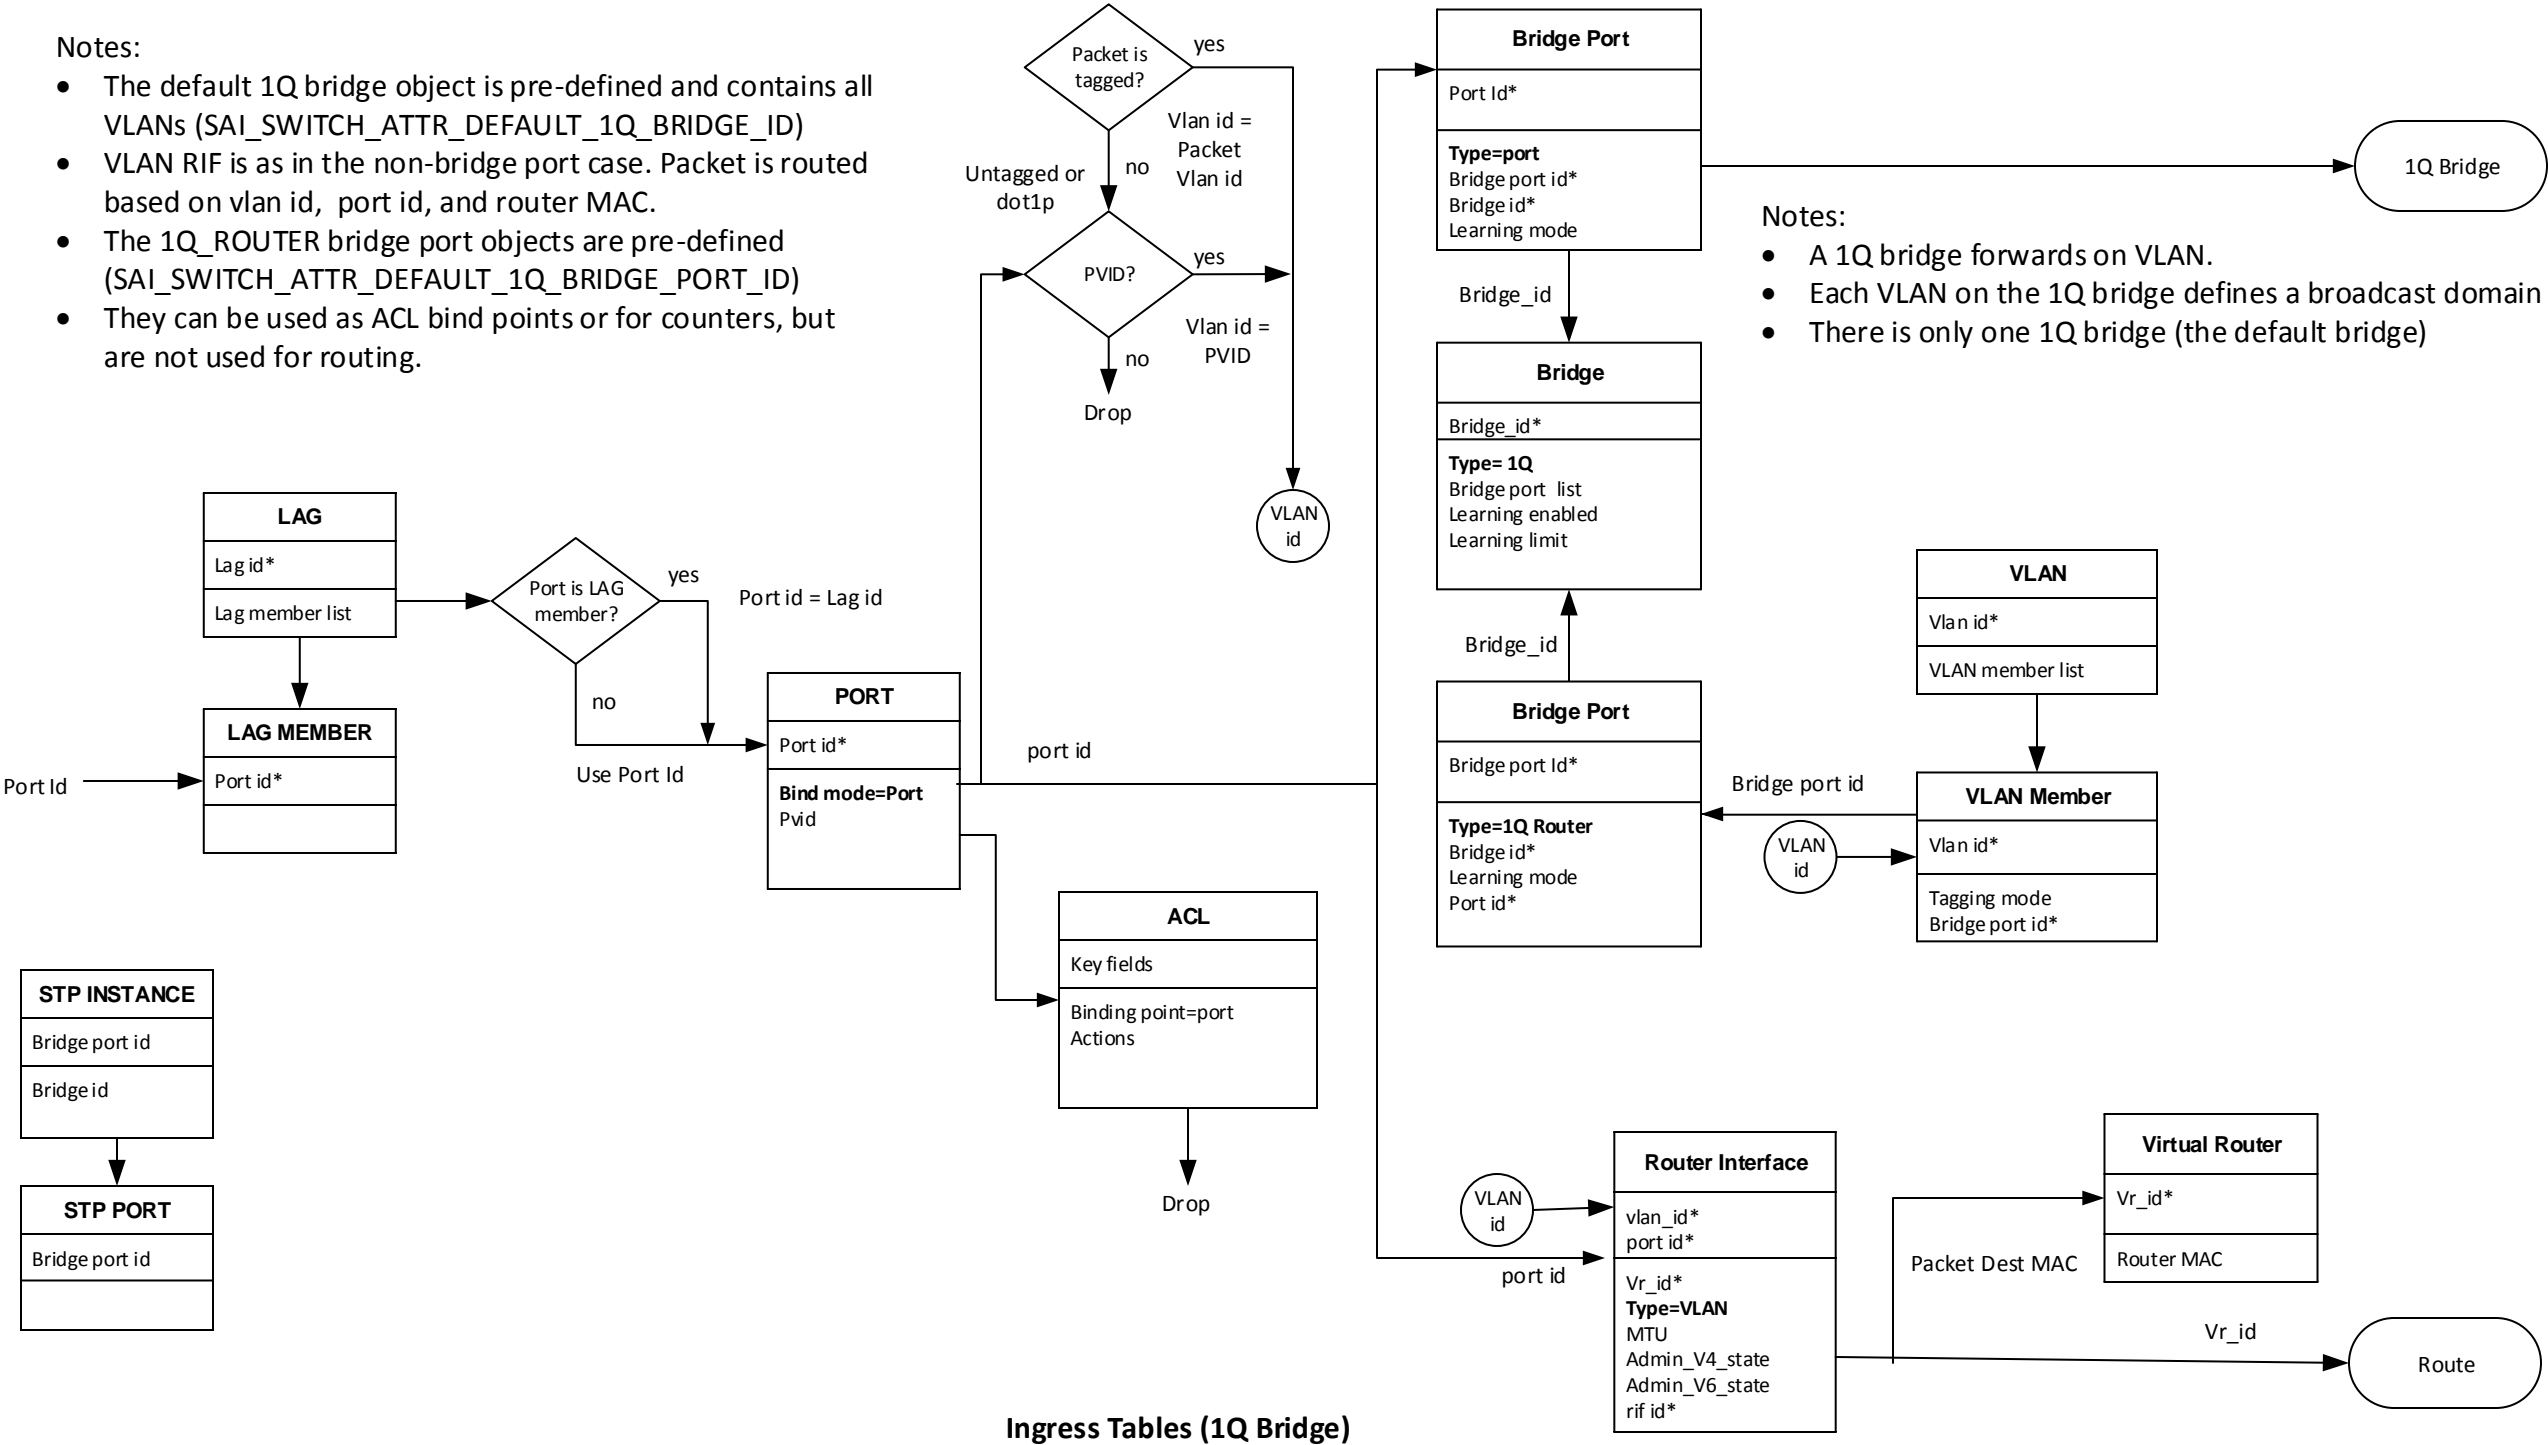 Notes:
• The default 1Q bridge object is pre-defined and contains all
VLANs (SAI_SWITCH_ATTR_DEFAULT_1Q_BRIDGE_ID)
• VLAN RIF is as in the non-bridge port case. Packet is routed
based on vlan id, port id, and router MAC.
• The 1Q_ROUTER bridge port objects are pre-defined
(SAI_SWITCH_ATTR_DEFAULT_1Q_BRIDGE_PORT_ID)
• They can be used as ACL bind points or for counters, but
are not used for routing.
Packet is
tagged?
yes
Vlan id =
Packet
Vlan id
no
Untagged or
dot1p
PVID?
yes
Vlan id =
PVID
no
Drop
VLAN
id
Bridge Port
Port Id*
Type=port
Bridge port id*
Bridge id*
Learning mode
1Q Bridge
Notes:
• A 1Q bridge forwards on VLAN.
• Each VLAN on the 1Q bridge defines a broadcast domain
• There is only one 1Q bridge (the default bridge)
Bridge_id
Bridge
Bridge_id*
Type= 1Q
Bridge port list
Learning enabled
Learning limit
Bridge_id
Bridge Port
Bridge port Id*
Type=1Q Router
Bridge id*
Learning mode
Port id*
VLAN
Vlan id*
VLAN member list
Bridge port id
VLAN Member
Vlan id*
Tagging mode
Bridge port id*
VLAN
id
LAG
Lag id*
Lag member list
LAG MEMBER
Port id*
Port Id
Port is LAG
member?
yes
Port id = Lag id
no
Use Port Id
PORT
Port id*
Bind mode=Port
Pvid
port id
ACL
Key fields
Binding point=port
Actions
Drop
STP INSTANCE
Bridge port id
Bridge id
STP PORT
Bridge port id
VLAN
id
port id
Router Interface
vlan_id*
port id*
Vr_id*
Type=VLAN
MTU
Admin_V4_state
Admin_V6_state
rif id*
Virtual Router
Vr_id*
Router MAC
Packet Dest MAC
Vr_id
Route
Ingress Tables (1Q Bridge)